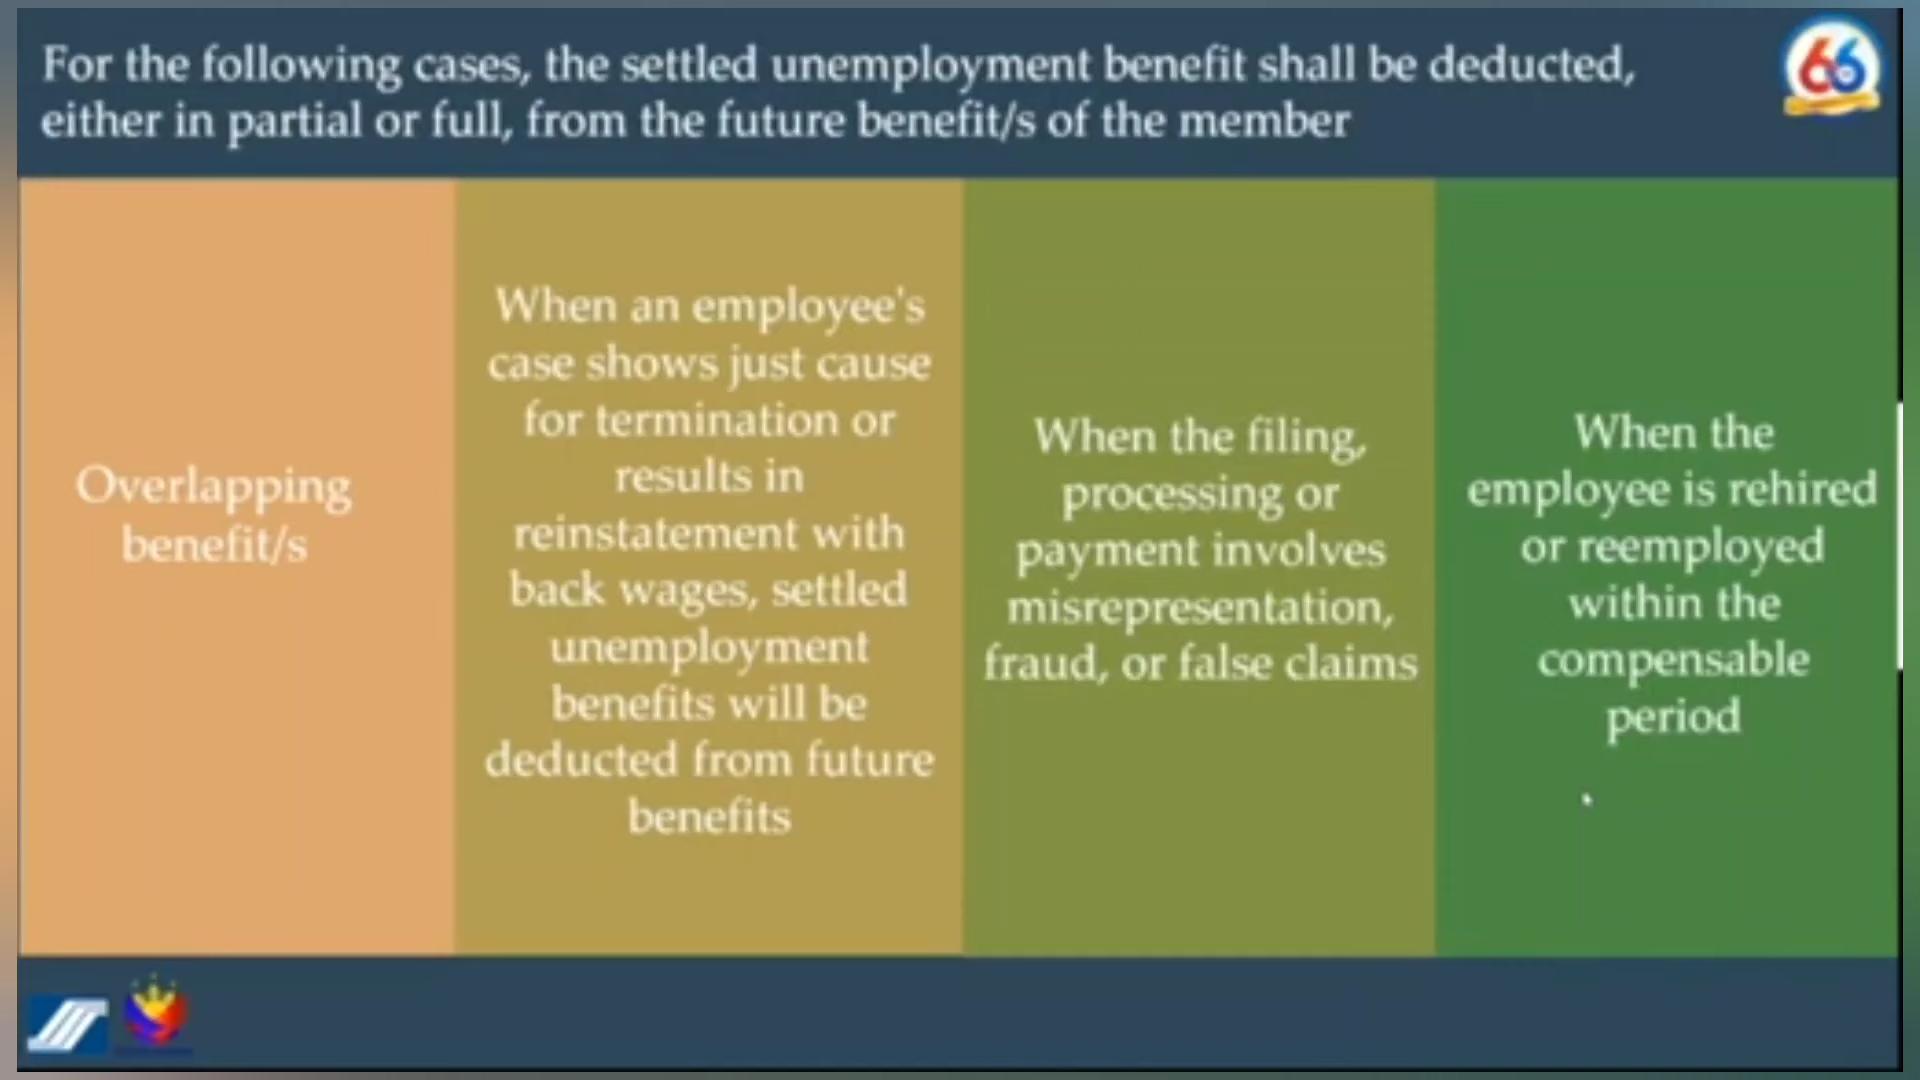 For the following cases, the settled unemployment benefit shall be deducted,
either in partial or full, from the future benefit/s of the member
66
Overlapping
benefit/s
When an employee's
case shows just cause
for termination or
results in
reinstatement with
back wages, settled
unemployment
benefits will be
deducted from future
benefits
When the filing,
processing or
payment involves
misrepresentation,
fraud, or false claims
When the
employee is rehired
or reemployed
within the
compensable
period